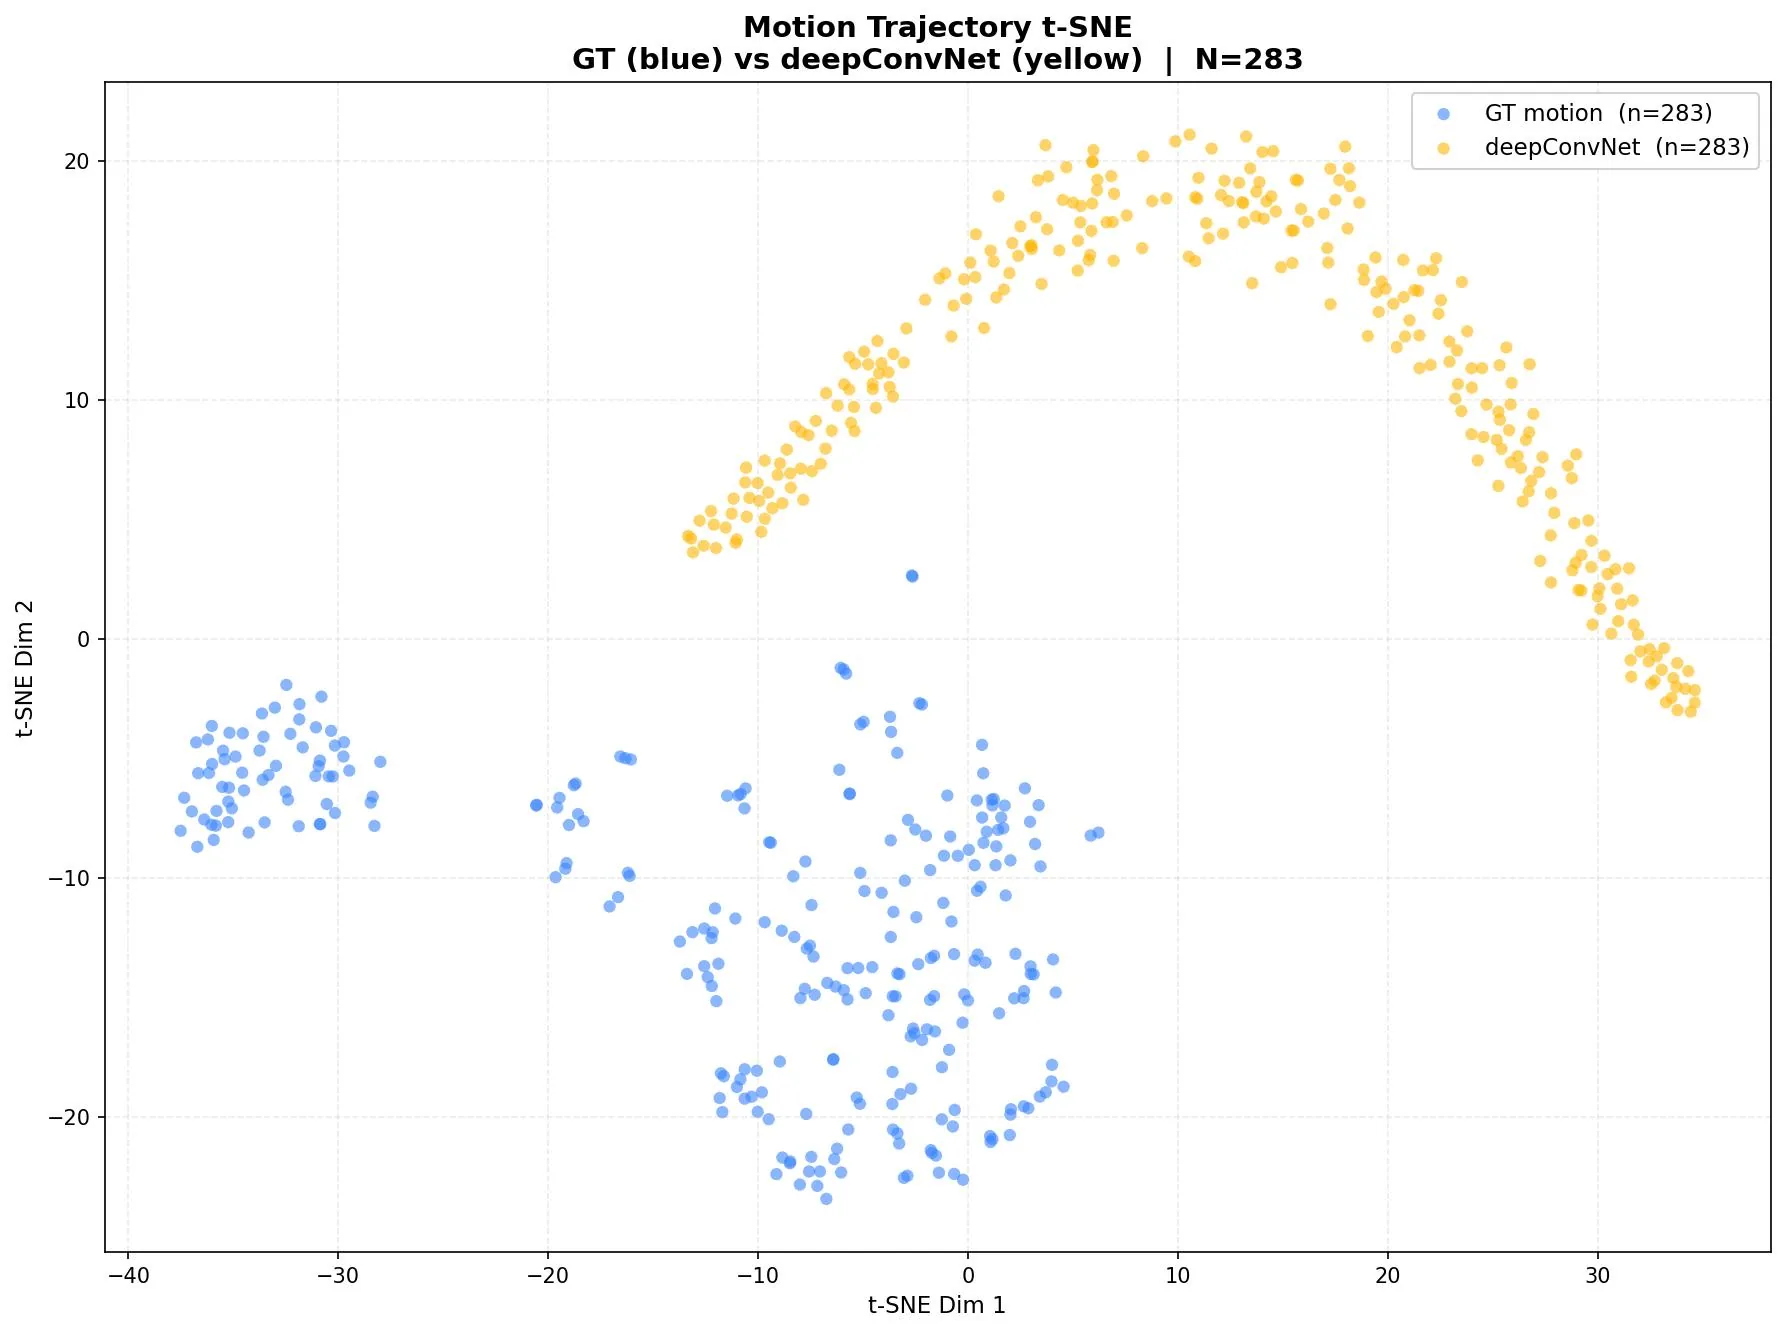 Motion Trajectory t-SNE
GT (blue) vs deepConvNet (yellow)  |  N=283
GT motion  (n=283)
deepConvNet  (n=283)
20
10
0
−10
−20
t-SNE Dim 2
−40
−30
−20
−10
0
10
20
30
t-SNE Dim 1